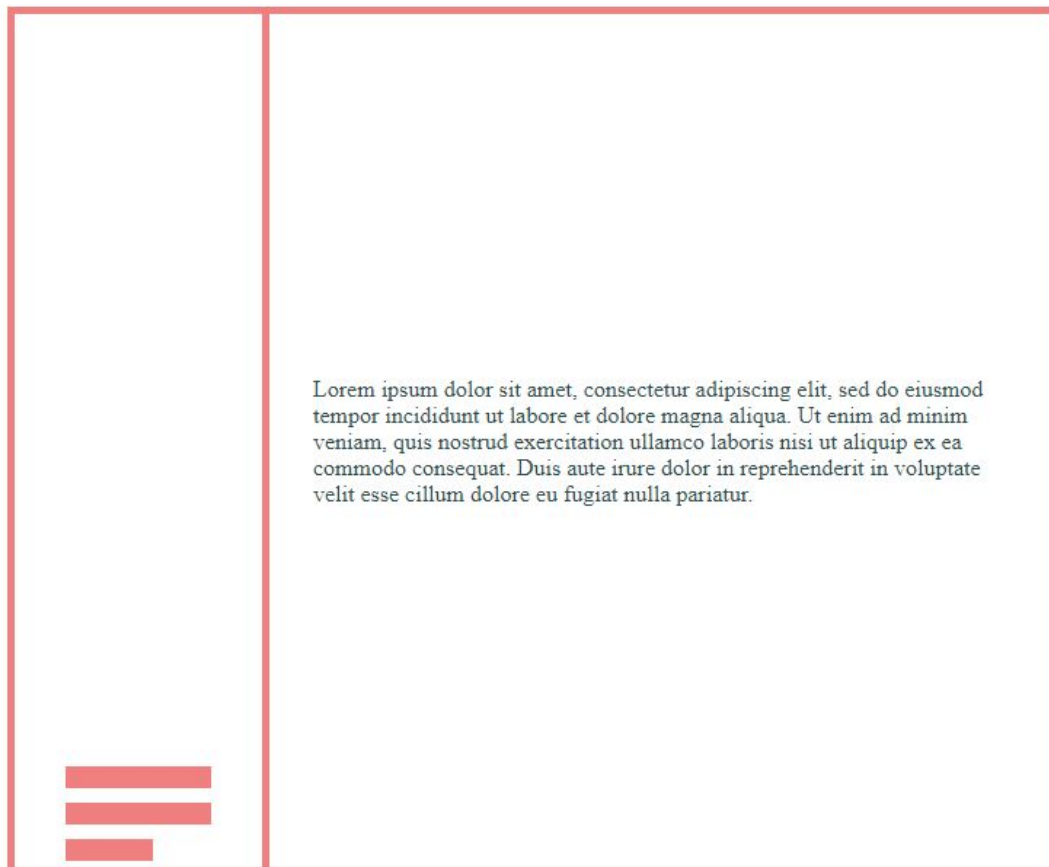 Lorem ipsum dolor sit amet, consectetur adipiscing elit, sed do eiusmod
tempor incididunt ut labore et dolore magna aliqua. Ut enim ad minim
veniam, quis nostrud exercitation ullamco laboris nisi ut aliquip ex ea
commodo consequat. Duis aute irure dolor in reprehenderit in voluptate
velit esse cillum dolore eu fugiat nulla pariatur.